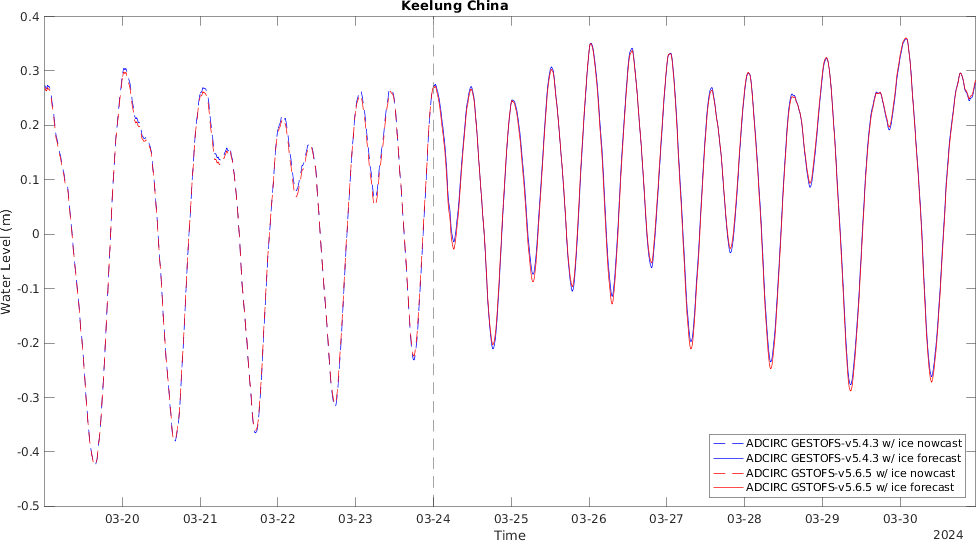 Keelung China
0.4
0.3
0.2
0.1
0
-0.1
-0.2
-0.3
-0.4
-0.5
Water Level (m)
ADCIRC GESTOFS-v5.4.3 w/ ice nowcast
ADCIRC GESTOFS-v5.4.3 w/ ice forecast
ADCIRC GSTOFS-v5.6.5 w/ ice nowcast
ADCIRC GSTOFS-v5.6.5 w/ ice forecast
03-20 03-21 03-22 03-23 03-24 03-25 03-26 03-27 03-28 03-29 03-30
Time
2024